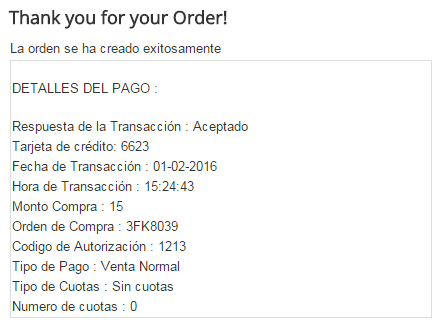 Thank you for your Order!
La orden se ha creado exitosamente
DETALLES DEL PAGO :
Respuesta de la Transacción : Aceptado
Tarjeta de crédito: 6623
Fecha de Transacción : 01-02-2016
Hora de Transacción : 15:24:43
Monto Compra : 15
Orden de Compra : 3FK8039
Codigo de Autorización : 1213
Tipo de Pago : Venta Normal
Tipo de Cuotas : Sin cuotas
Numero de cuotas : 0